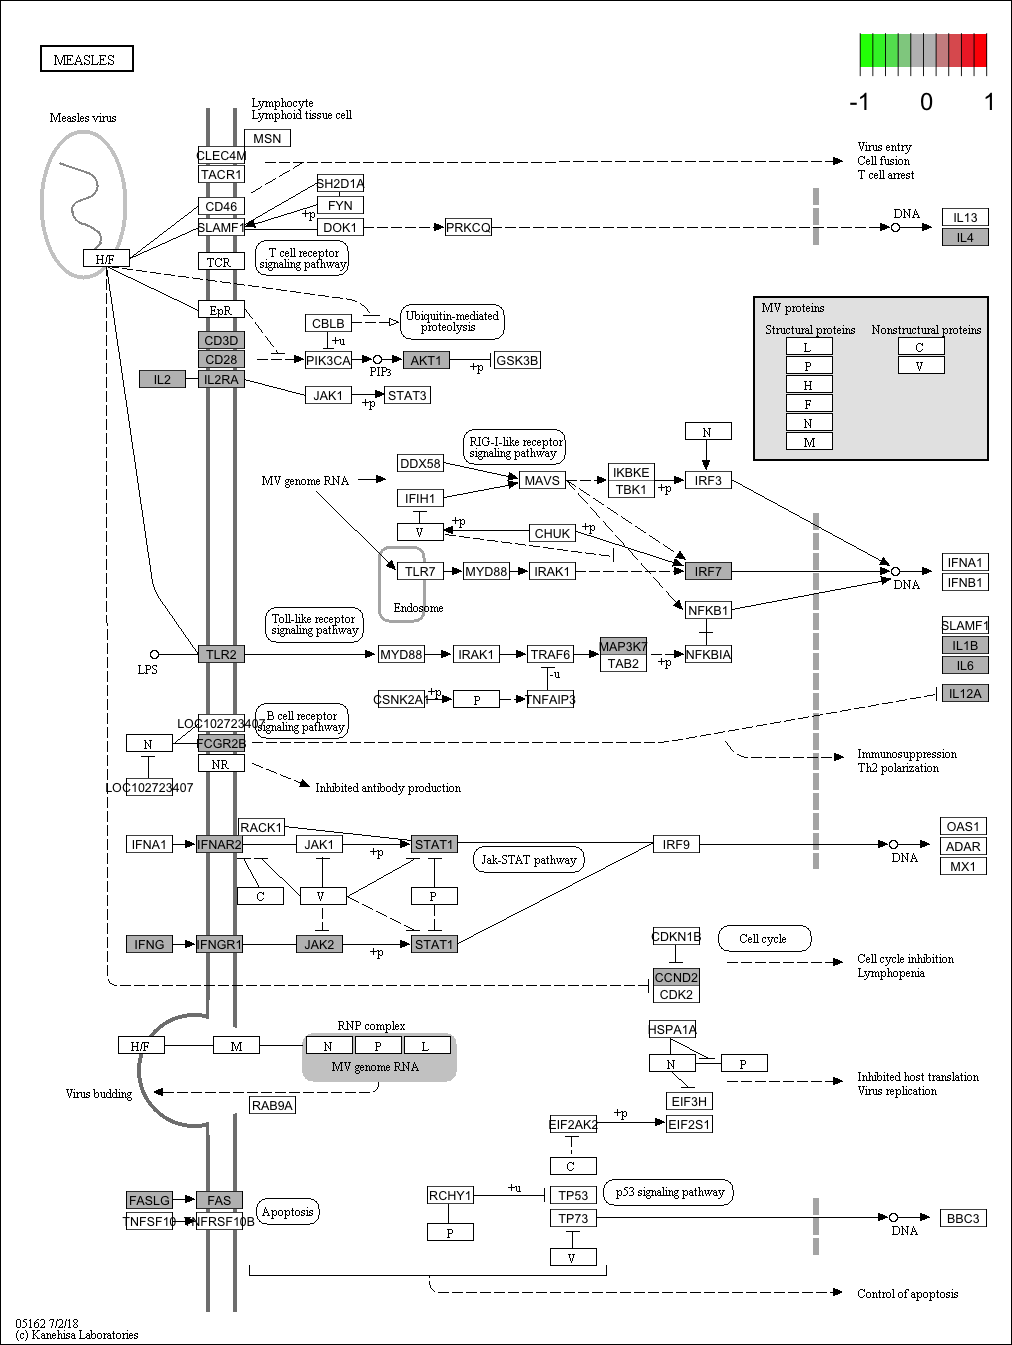 MEASLES
-1 0 1
Measles virus
Lymphocyte
Lymphoid tissue cell
MSN
CLEC4M
TACR1
Virus entry
Cell fusion
T cell arrest
SH2D1A
CD46
FYN
+p
SLAMF1
DOK1
PRKCQ
DNA
IL13
IL4
H/F
TCR
T cell receptor
signaling pathway
EpR
CBLB
Ubiquitin-mediated
proteolysis
+u
CD3D
CD28
PIK3CA
PIP3
AKT1
+p
GSK3B
IL2
IL2RA
JAK1
+p
STAT3
MV proteins
Structural proteins
Nonstructural proteins
L
C
P
V
H
F
N
M
N
RIG-I-like receptor
signaling pathway
DDX58
MV genome RNA
MAVS
IKBKE
TBK1
+p
IRF3
IFIH1
V
+p
CHUK
+p
TLR7
MYD88
IRAK1
IRF7
DNA
IFNA1
IFNB1
Endosome
NFKB1
Toll-like receptor
signaling pathway
SLAMF1
IL1B
IL6
IL12A
LPS
TLR2
MYD88
IRAK1
TRAF6
MAP3K7
TAB2
+p
NFKBIA
-u
CSNK2A1
+p
P
TNFAIP3
LOC102723407
B cell receptor
signaling pathway
N
FCGR2B
NR
LOC102723407
Inhibited antibody production
Immunosuppression
Th2 polarization
RACK1
IFNA1
IFNAR2
JAK1
+p
STAT1
Jak-STAT pathway
IRF9
DNA
OAS1
ADAR
MX1
C
V
P
IFNG
IFNGR1
JAK2
+p
STAT1
CDKN1B
Cell cycle
CCND2
CDK2
Cell cycle inhibition
Lymphopenia
RNP complex
H/F
M
N
P
L
MV genome RNA
HSPA1A
N
P
EIF3H
Inhibited host translation
Virus replication
Virus budding
RAB9A
EIF2AK2
+p
EIF2S1
C
FASLG
FAS
TNFSF10
Apoptosis
RCHY1
+u
TP53
p53 signaling pathway
P
TP73
DNA
BBC3
V
Control of apoptosis
05162 7/2/18
(c) Kanehisa Laboratories